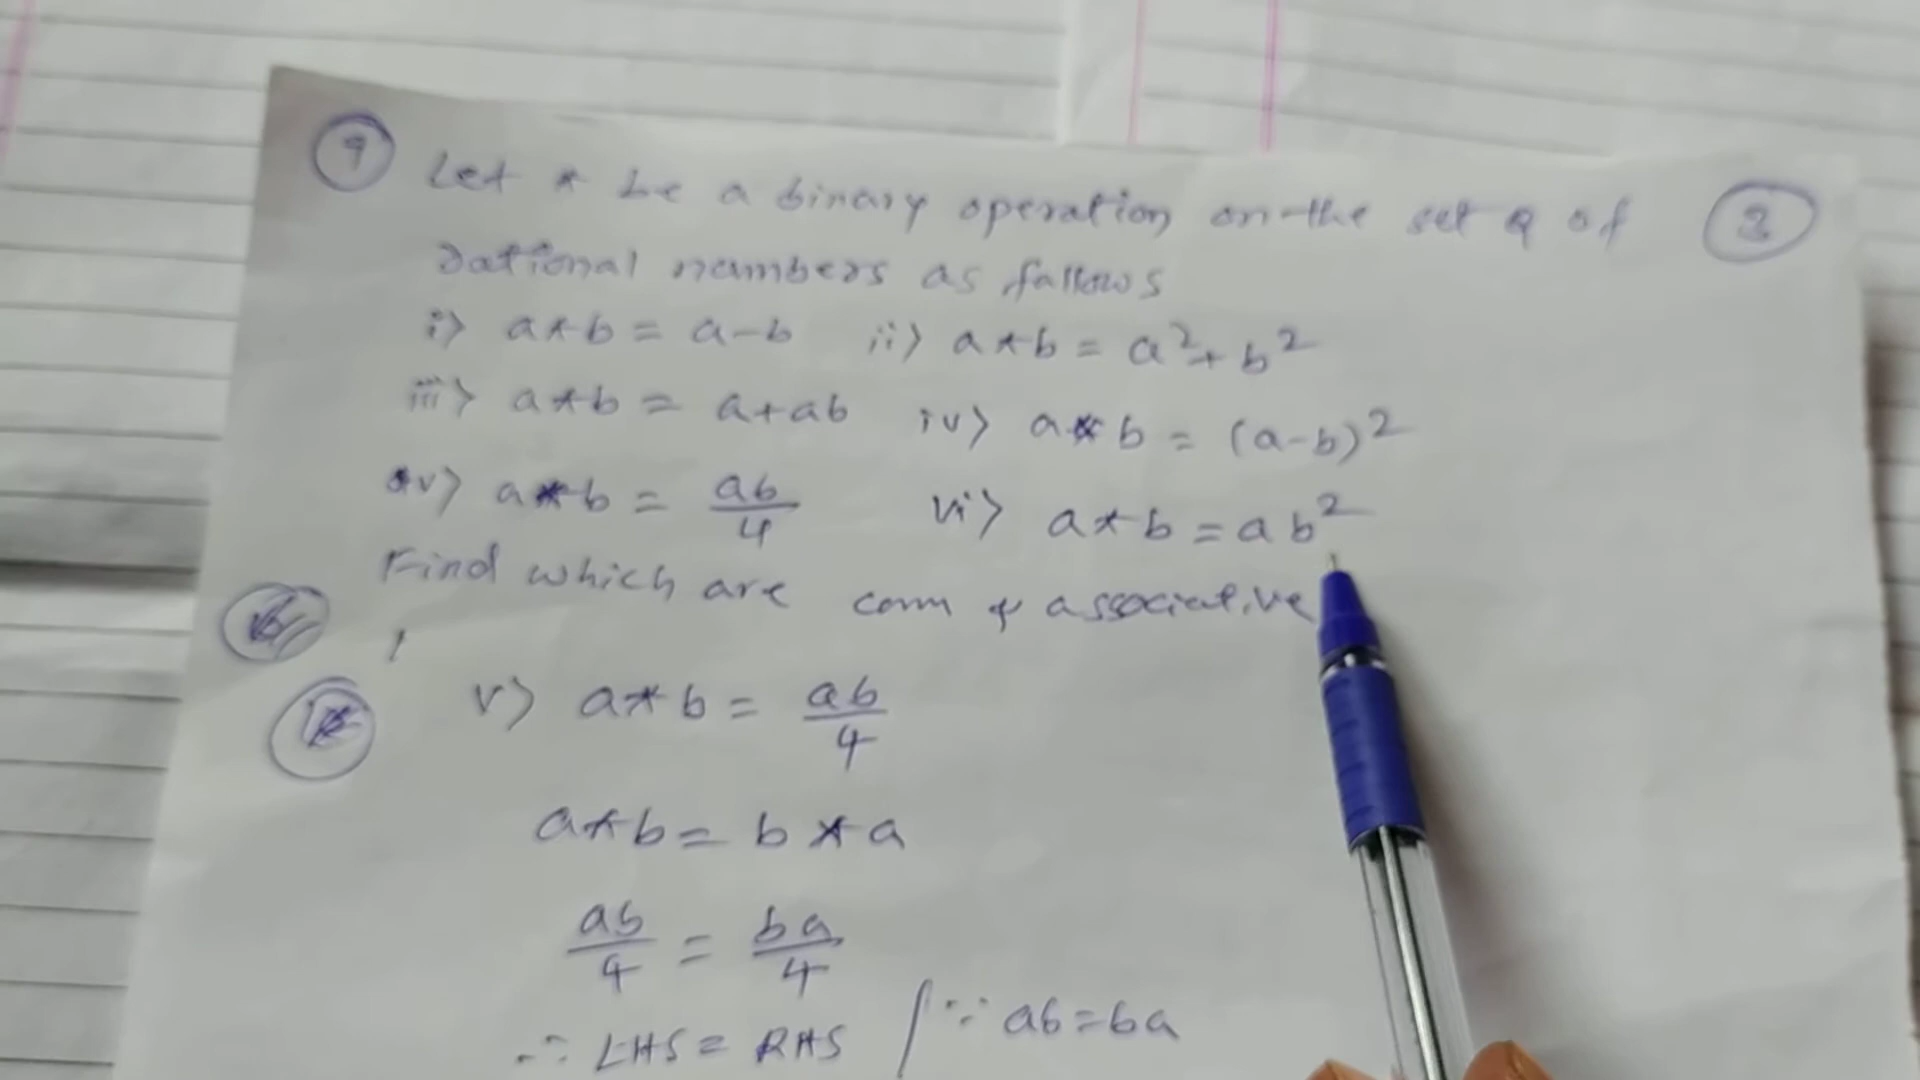 9 Let * be a binary operation on the set Q of 3
rational numbers as follows
i) a*b = a-b ii) a*b = a²+b²
iii) a*b = a+ab iv) a*b = (a-b)²
v) a*b = ab/4 vi) a*b = ab²
Find which are comm & associative
v) a*b = ab/4
a*b = b*a
ab/4 = ba/4
∴ LHS = RHS ∵ ab=ba